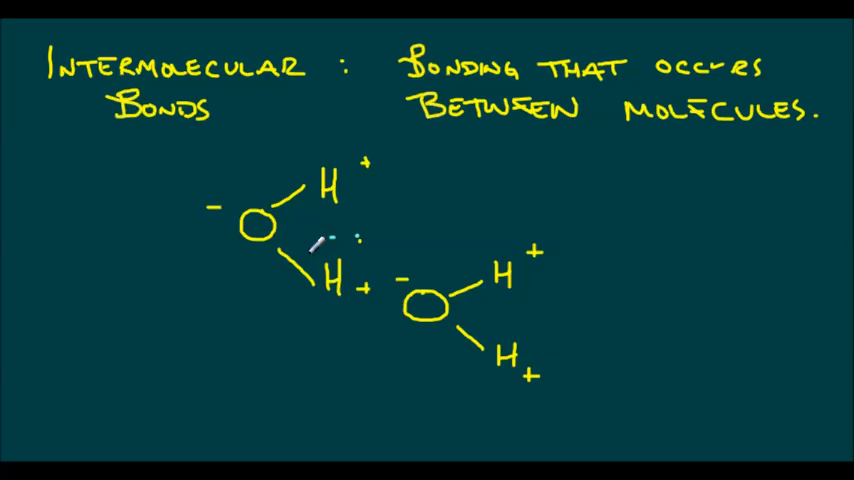 INTERMOLECULAR : BONDING THAT OCCURS
BONDS BETWEEN MOLECULES.
- O H +
H +
- O H +
H +